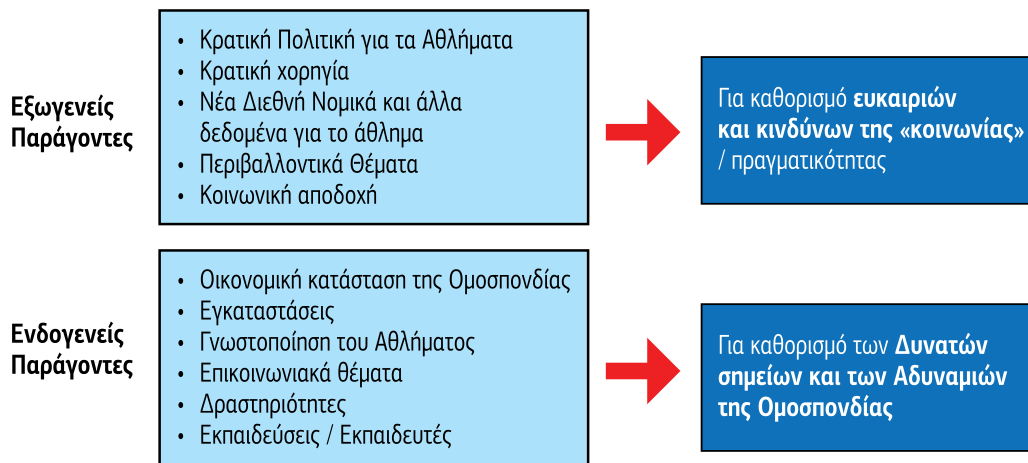 Εξωγενείς
Παράγοντες
• Κρατική Πολιτική για τα Αθλήματα
• Κρατική χορηγία
• Νέα Διεθνή Νομικά και άλλα
δεδομένα για το άθλημα
• Περιβαλλοντικά Θέματα
• Κοινωνική αποδοχή
Για καθορισμό ευκαιριών
και κινδύνων της «κοινωνίας»
/ πραγματικότητας
Ενδογενείς
Παράγοντες
• Οικονομική κατάσταση της Ομοσπονδίας
• Εγκαταστάσεις
• Γνωστοποίηση του Αθλήματος
• Επικοινωνιακά θέματα
• Δραστηριότητες
• Εκπαιδεύσεις / Εκπαιδευτές
Για καθορισμό των Δυνατών
σημείων και των Αδυναμιών
της Ομοσπονδίας